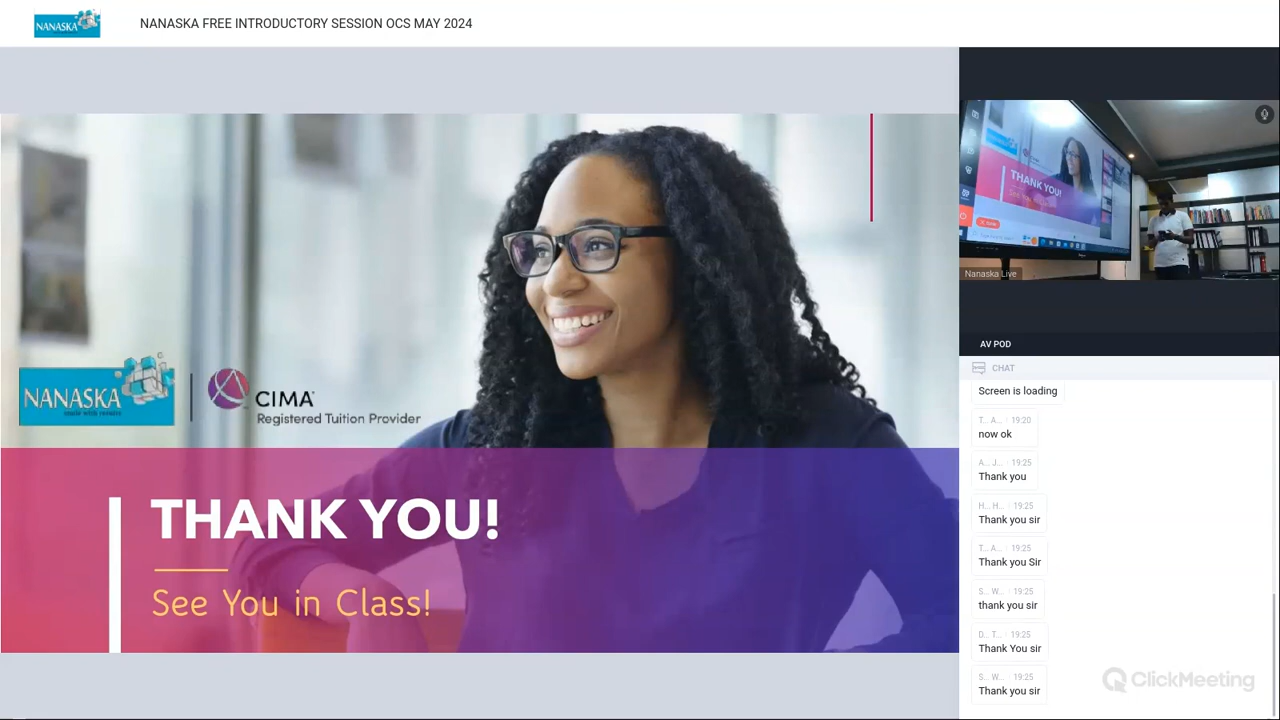 NANASKA
NANASKA FREE INTRODUCTORY SESSION OCS MAY 2024
NANASKA
CIMA
Registered Tuition Provider
THANK YOU!
See You in Class!
THANK YOU!
Nanaska Live
AV POD
CHAT
Screen is loading
T... A... 19:20
now ok
A... J... 19:25
Thank you
H... H... 19:25
Thank you sir
T... A... 19:25
Thank you Sir
S... W... 19:25
thank you sir
D... T... 19:25
Thank You sir
S... W... 19:25
Thank you sir
ClickMeeting